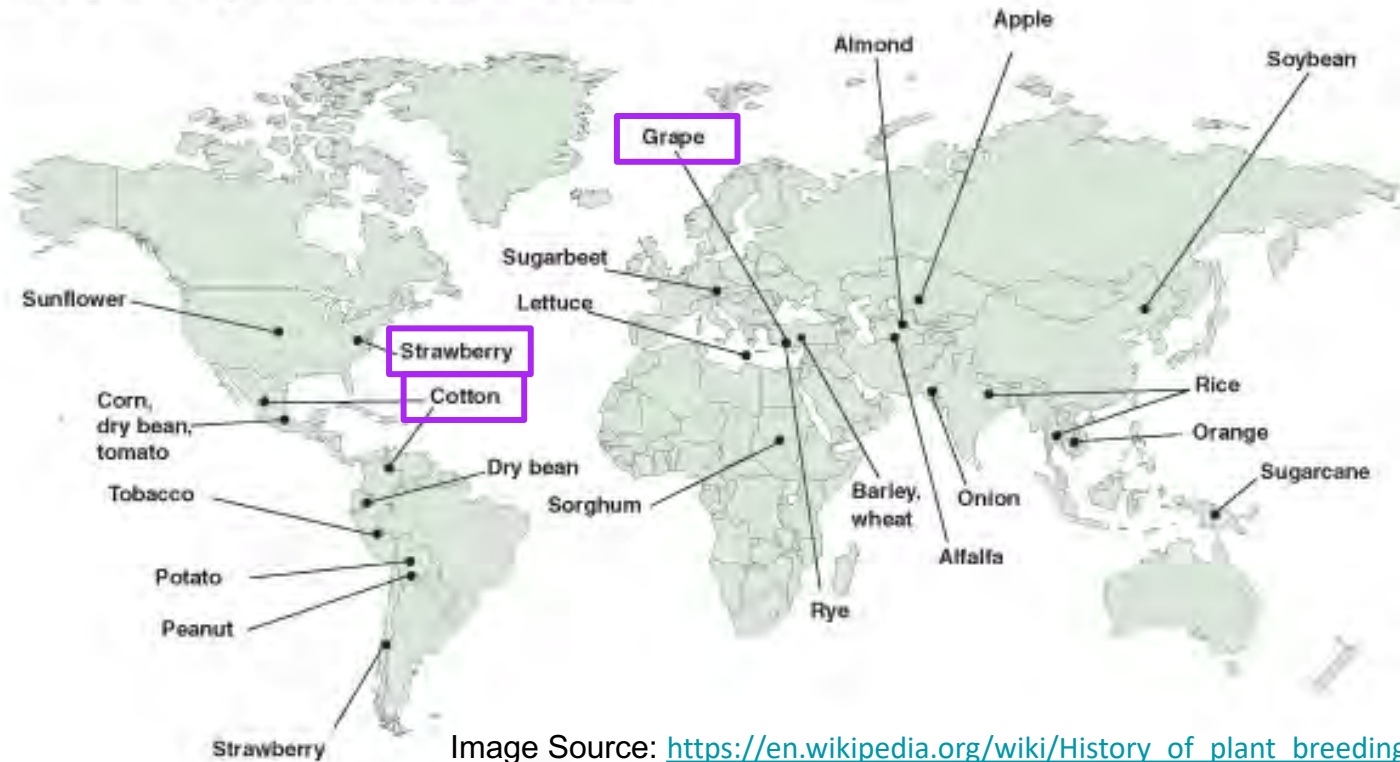 Apple
Almond
Soybean
Grape
Sugarbeet
Lettuce
Sunflower
Strawberry
Cotton
Corn,
dry bean,
tomato
Rice
Orange
Dry bean
Sugarcane
Tobacco
Sorghum
Barley,
wheat
Onion
Alfalfa
Potato
Rye
Peanut
Strawberry
Image Source: https://en.wikipedia.org/wiki/History_of_plant_breeding